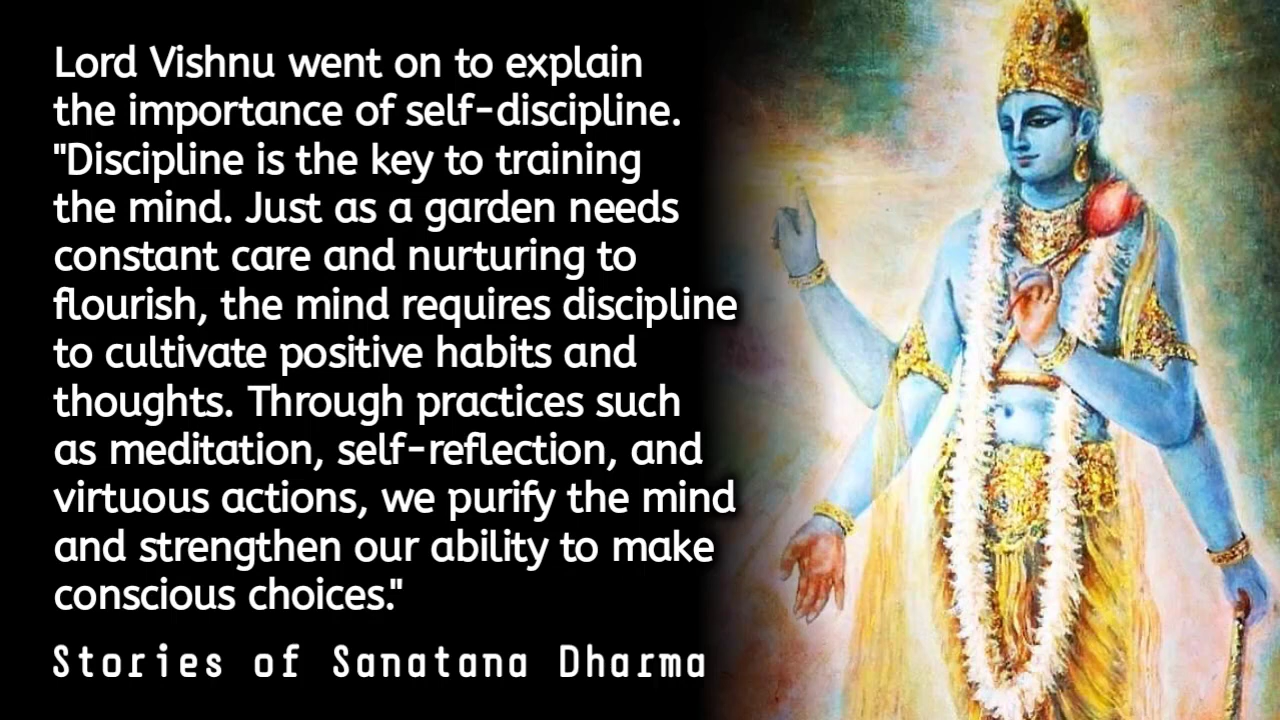 Lord Vishnu went on to explain
the importance of self-discipline.
"Discipline is the key to training
the mind. Just as a garden needs
constant care and nurturing to
flourish, the mind requires discipline
to cultivate positive habits and
thoughts. Through practices such
as meditation, self-reflection, and
virtuous actions, we purify the mind
and strengthen our ability to make
conscious choices."
Stories of Sanatana Dharma